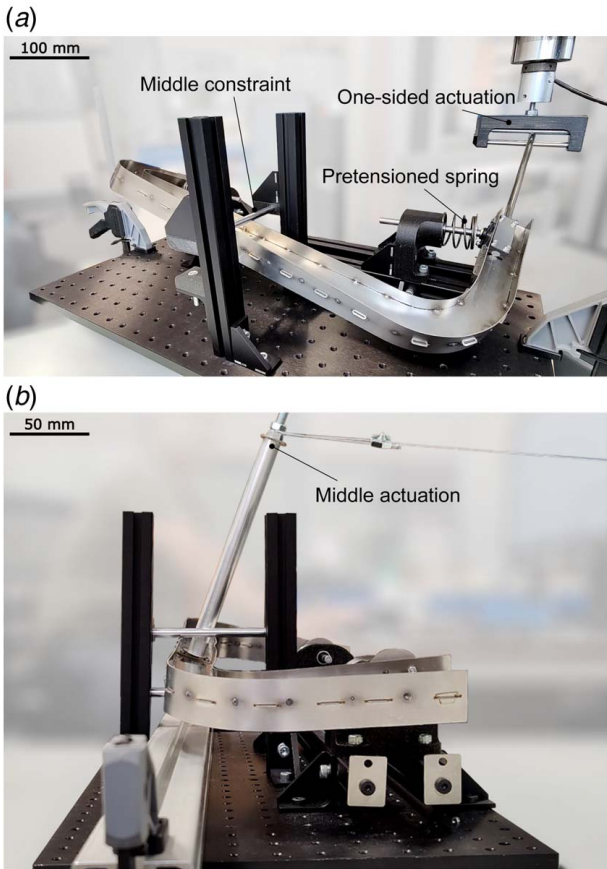 (a)
100 mm
Middle constraint
One-sided actuation
Pretensioned spring
(b)
50 mm
Middle actuation